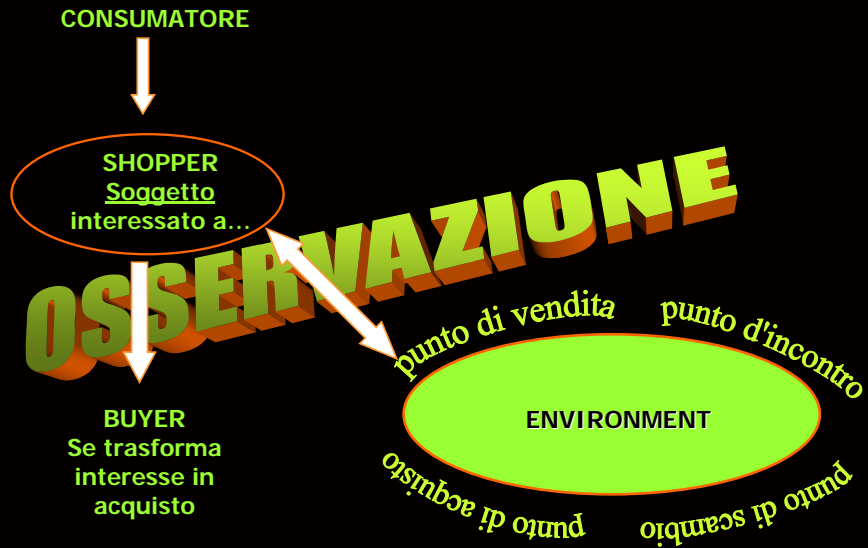 CONSUMATORE
SHOPPER
Soggetto
interessato a...
OSSERVAZIONE
punto di vendita
punto d'incontro
ENVIRONMENT
BUYER
Se trasforma
interesse in
acquisto
punto di acquisto
punto di scambio